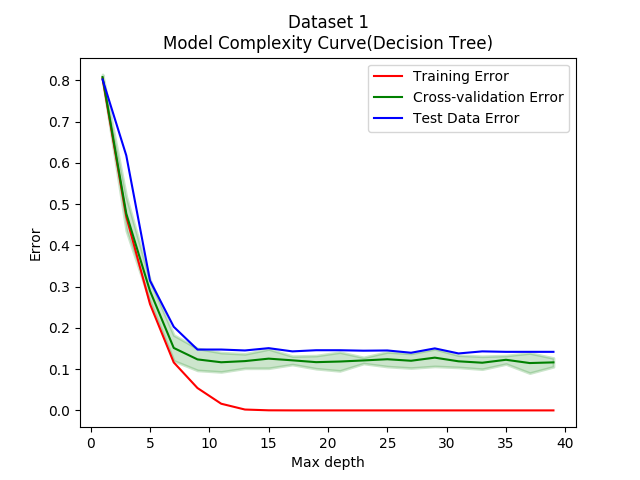 Dataset 1
Model Complexity Curve(Decision Tree)
Training Error
Cross-validation Error
Test Data Error
Error
0.8
0.7
0.6
0.5
0.4
0.3
0.2
0.1
0.0
0 5 10 15 20 25 30 35 40
Max depth